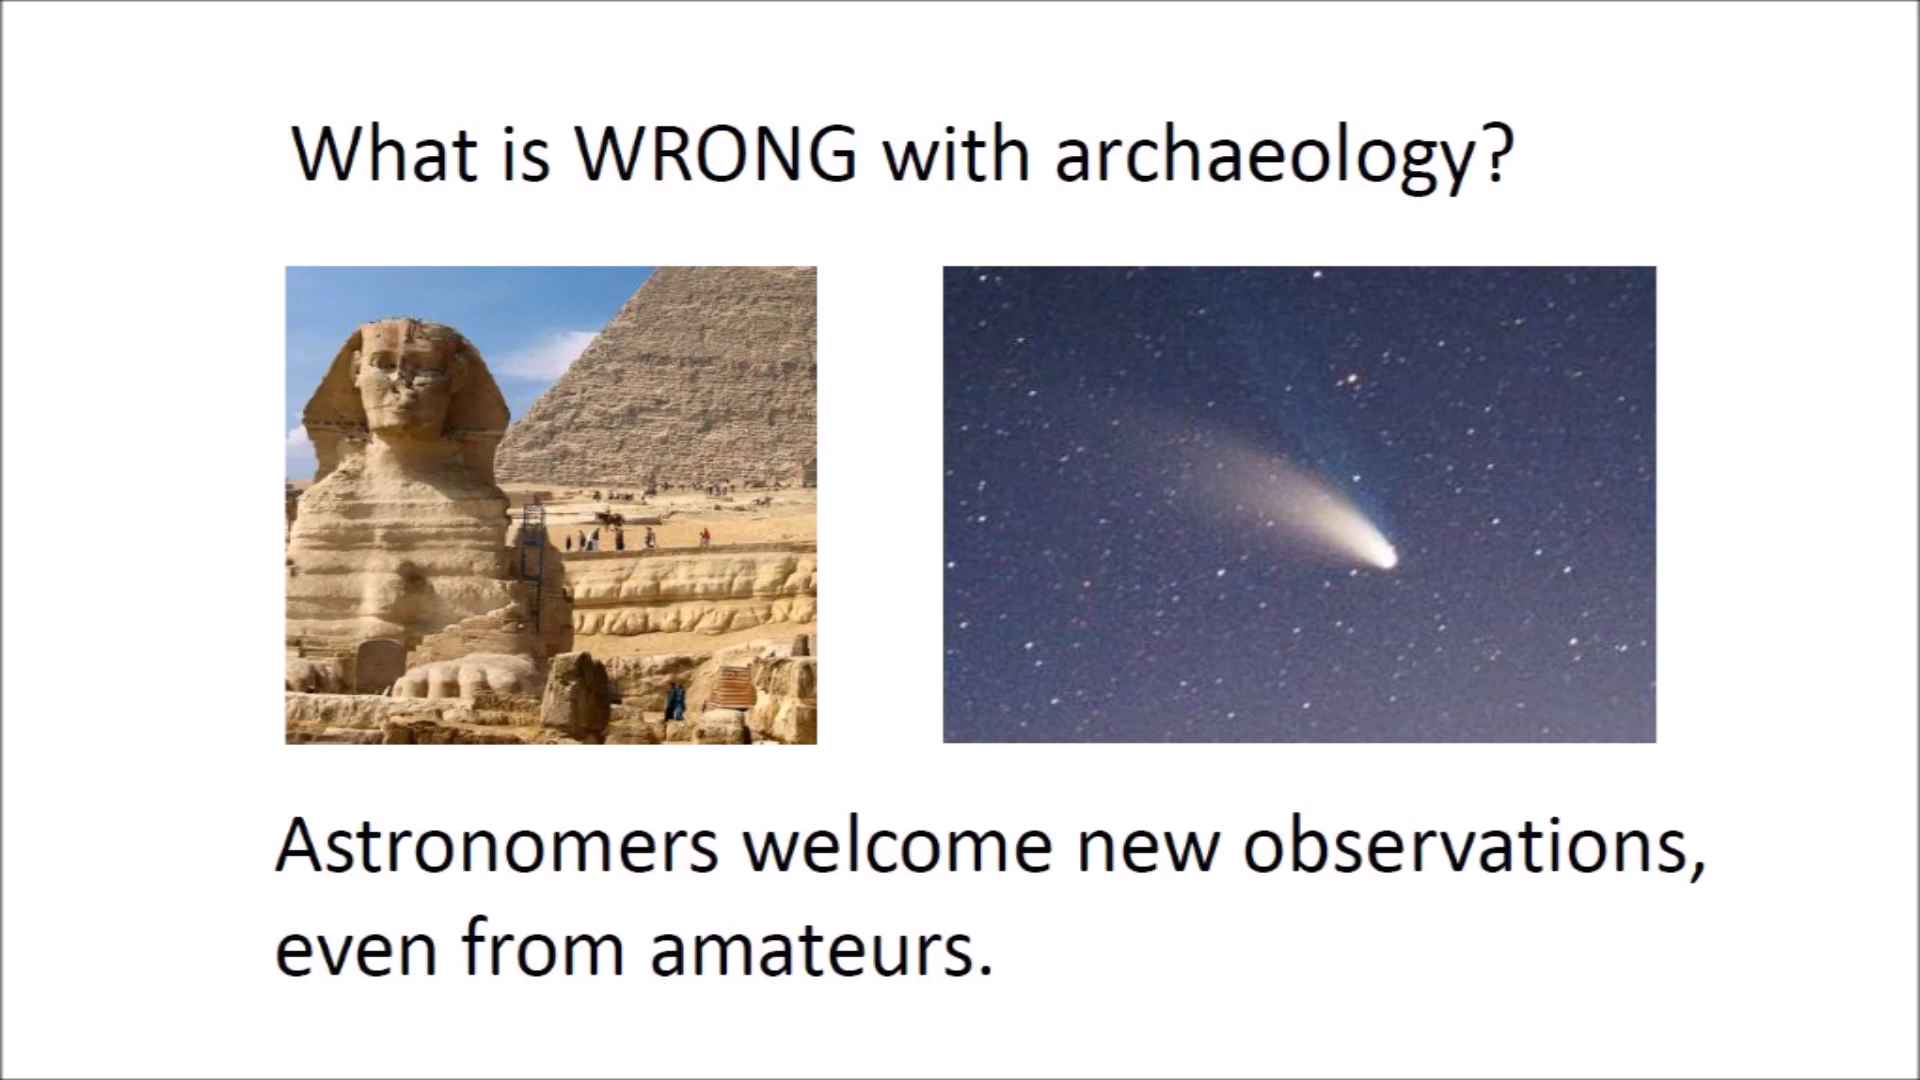 What is WRONG with archaeology?
Astronomers welcome new observations,
even from amateurs.